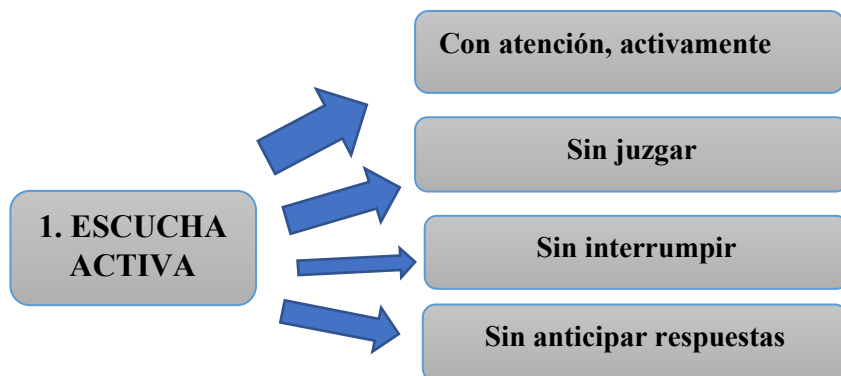 Con atención, activamente
Sin juzgar
1. ESCUCHA
ACTIVA
Sin interrumpir
Sin anticipar respuestas